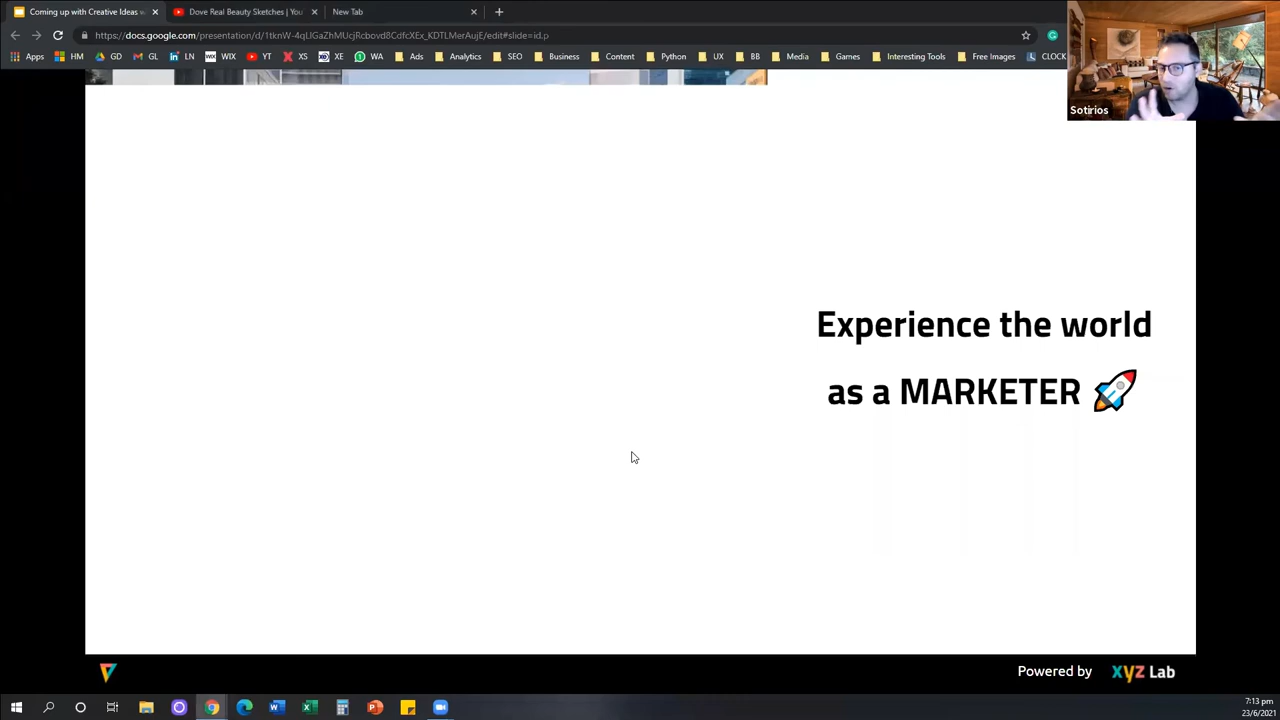 Coming up with Creative Ideas w
Dove Real Beauty Sketches | You
New Tab
https://docs.google.com/presentation/d/1tknW-4qLIGaZhMUcjRcbovd8CdfcXEx_KDTLMerAujE/edit#slide=id.p
Apps HM GD GL LN WIX YT XS XE WA Ads Analytics SEO Business Content Python UX BB Media Games Interesting Tools Free Images CLOCK
Sotirios
Experience the world
as a MARKETER 🚀
Powered by XYZ Lab
7:13 pm
23/6/2021